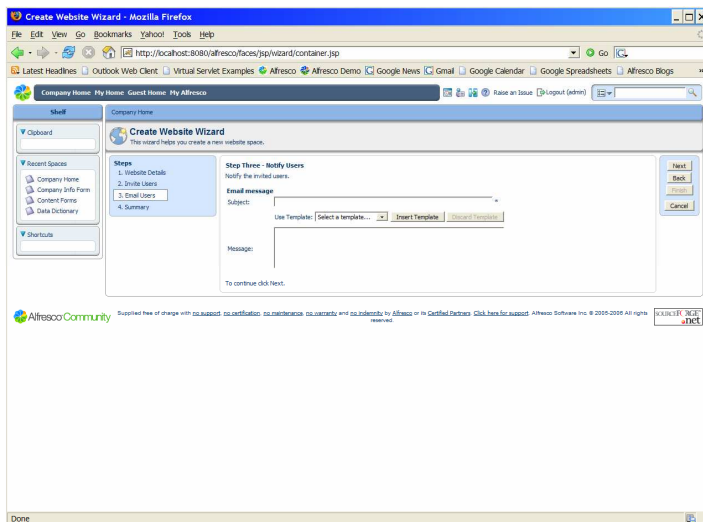 Create Website Wizard - Mozilla Firefox
File Edit View Go Bookmarks Yahoo! Tools Help
http://localhost:8080/alfresco/faces/jsp/wizard/container.jsp Go
Latest Headlines Outlook Web Client Virtual Servlet Examples Alfresco Alfresco Demo Google News Gmail Google Calendar Google Spreadsheets Alfresco Blogs »
Company Home My Home Guest Home My Alfresco Raise an Issue Logout (admin)
Shelf
Clipboard
Recent Spaces
Company Home
Company Info Form
Content Forms
Data Dictionary
Shortcuts
Company Home
Create Website Wizard
This wizard helps you create a new website space.
Steps
1. Website Details
2. Invite Users
3. Email Users
4. Summary
Step Three - Notify Users
Notify the invited users.
Email message
Subject: *
Use Template: Select a template... Insert Template Discard Template
Message:
To continue click Next.
Next
Back
Finish
Cancel
Alfresco Community
Supplied free of charge with no support, no certification, no maintenance, no warranty and no indemnity by Alfresco or its Certified Partners. Click here for support. Alfresco Software Inc. © 2005-2006 All rights
reserved.
SOURCEFORGE
.net
Done